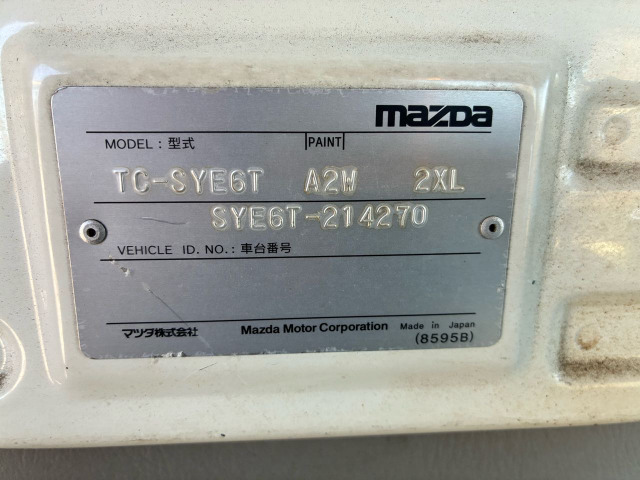 mazda
MODEL : 型式 PAINT
TC-SYE6T A2W 2XL
SYE6T-214270
VEHICLE ID. NO. : 車台番号
マツダ株式会社 Mazda Motor Corporation Made in Japan
(8595B)